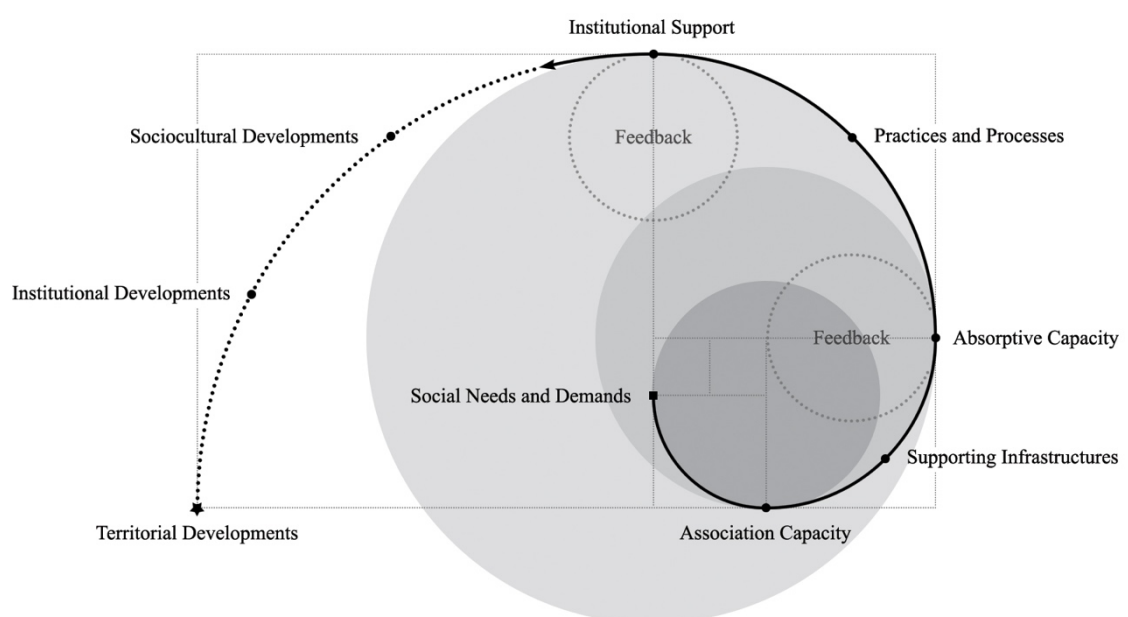 Institutional Support
Sociocultural Developments
Feedback
Practices and Processes
Institutional Developments
Feedback
Absorptive Capacity
Social Needs and Demands
Supporting Infrastructures
Territorial Developments
Association Capacity